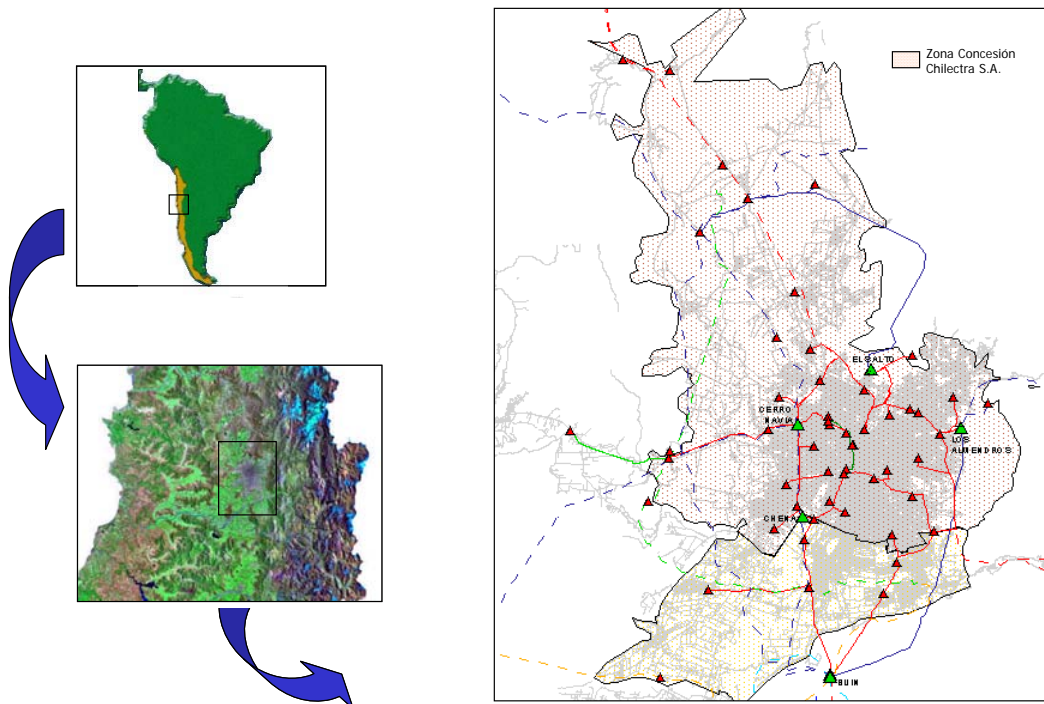 Zona Concesión
Chilectra S.A.
EL SALTO
CERRO
NAVIA
LOS
ALMENDROS
CHENA
BUIN